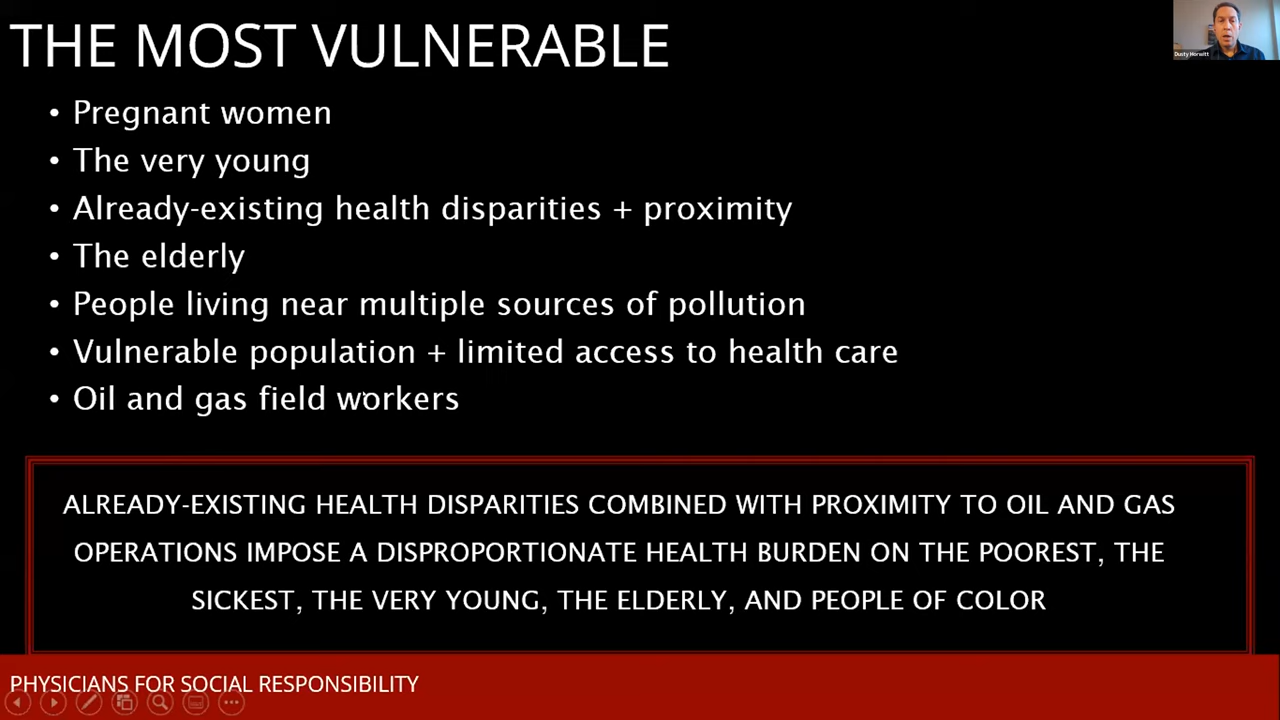 THE MOST VULNERABLE
Dusty Horwitt
• Pregnant women
• The very young
• Already-existing health disparities + proximity
• The elderly
• People living near multiple sources of pollution
• Vulnerable population + limited access to health care
• Oil and gas field workers
ALREADY-EXISTING HEALTH DISPARITIES COMBINED WITH PROXIMITY TO OIL AND GAS
OPERATIONS IMPOSE A DISPROPORTIONATE HEALTH BURDEN ON THE POOREST, THE
SICKEST, THE VERY YOUNG, THE ELDERLY, AND PEOPLE OF COLOR
PHYSICIANS FOR SOCIAL RESPONSIBILITY